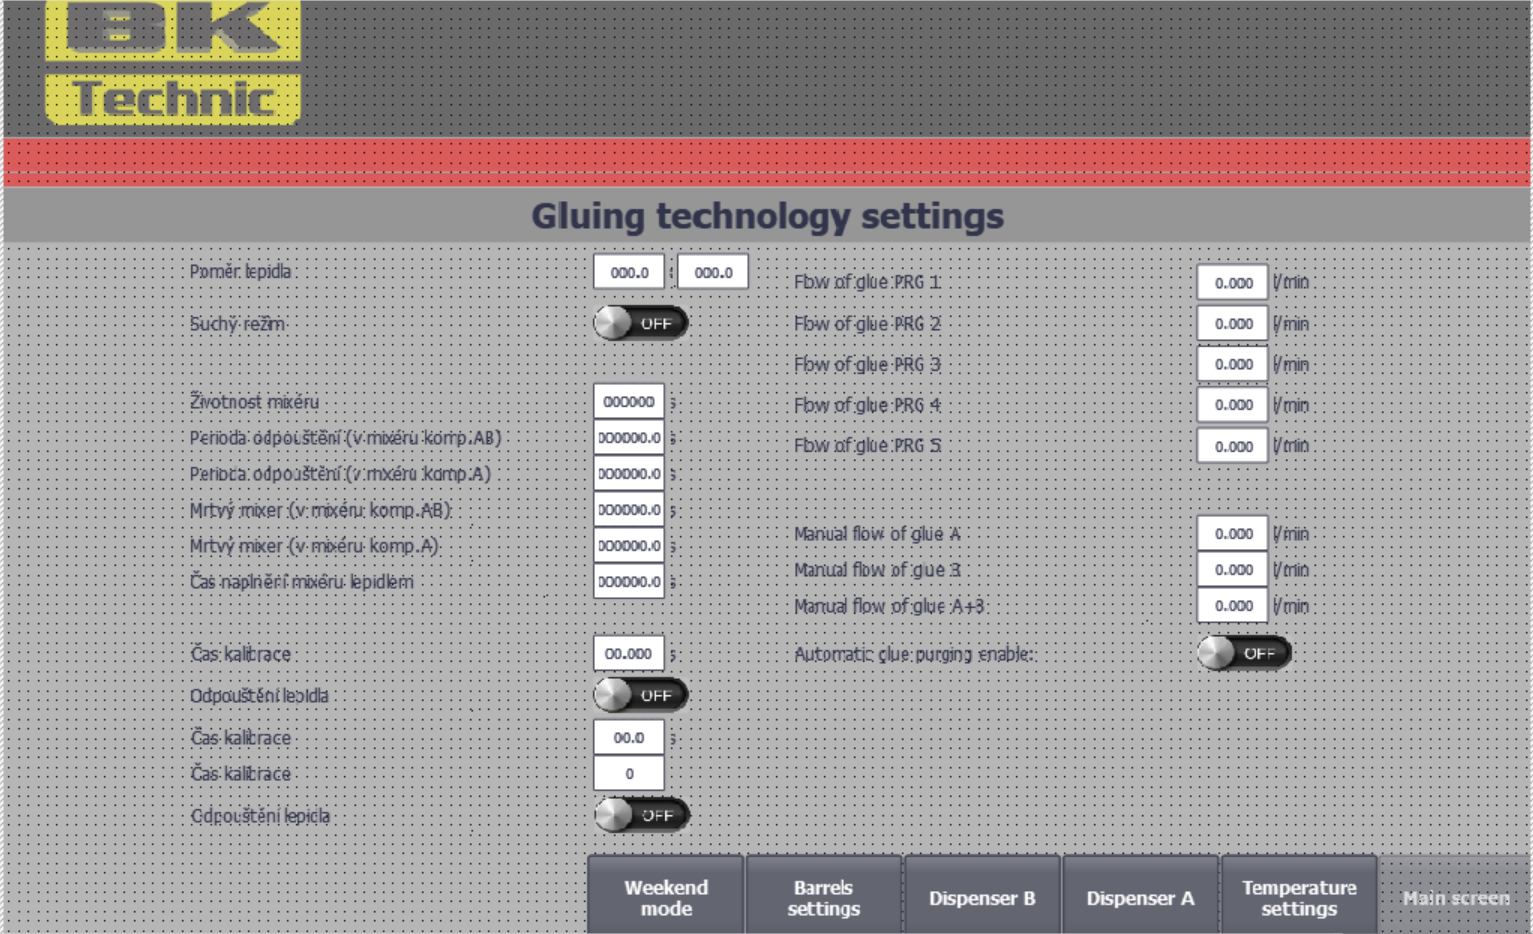 BK
Technic
Gluing technology settings
Poměr lepidla 000.0 : 000.0
Suchý režim OFF
Životnost mixéru 000000 s
Perioda odpouštění (v mixéru komp.AB) 000000.0 s
Perioda odpouštění (v mixéru komp.A) 000000.0 s
Mrtvý mixer (v mixéru komp.AB) 000000.0 s
Mrtvý mixer (v mixéru komp.A) 000000.0 s
Čas naplnění mixéru lepidlem 000000.0 s
Čas kalibrace 00.000 s
Odpouštění lepidla OFF
Čas kalibrace 00.0 s
Čas kalibrace 0
Odpouštění lepidla OFF
Flow of glue PRG 1 0.000 l/min
Flow of glue PRG 2 0.000 l/min
Flow of glue PRG 3 0.000 l/min
Flow of glue PRG 4 0.000 l/min
Flow of glue PRG 5 0.000 l/min
Manual flow of glue A 0.000 l/min
Manual flow of glue B 0.000 l/min
Manual flow of glue A+B 0.000 l/min
Automatic glue purging enable: OFF
Weekend
mode
Barrels
settings
Dispenser B
Dispenser A
Temperature
settings
Main screen